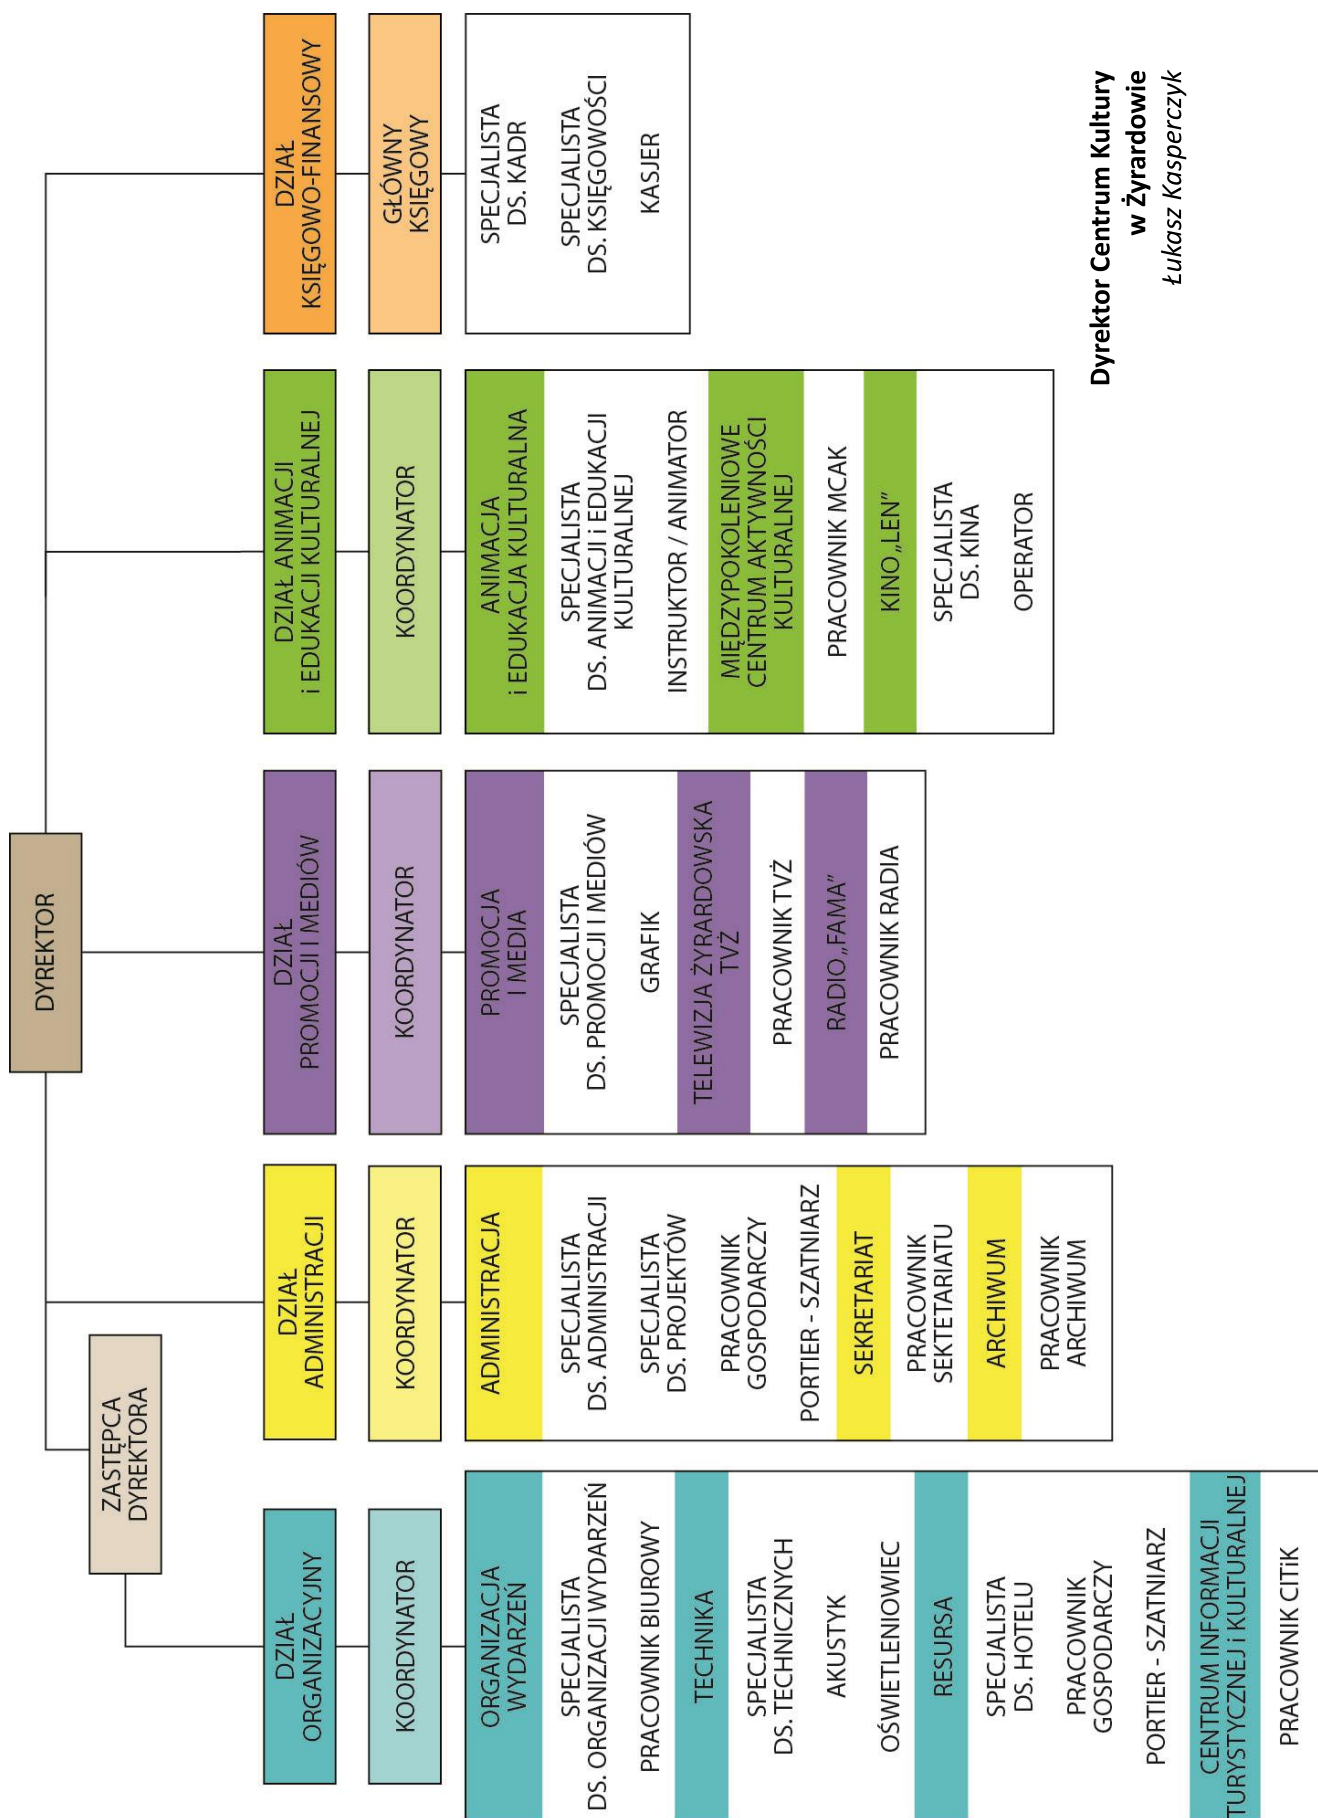 DYREKTOR
ZASTĘPCA
DYREKTORA
DZIAŁ
ORGANIZACYJNY
KOORDYNATOR
ORGANIZACJA
WYDARZEŃ
SPECJALISTA
DS. ORGANIZACJI WYDARZEŃ
PRACOWNIK BIUROWY
TECHNIKA
SPECJALISTA
DS. TECHNICZNYCH
AKUSTYK
OŚWIETLENIOWIEC
RESURSA
SPECJALISTA
DS. HOTELU
PRACOWNIK
GOSPODARCZY
PORTIER - SZATNIARZ
CENTRUM INFORMACJI
TURYSTYCZNEJ i KULTURALNEJ
PRACOWNIK CITiK
DZIAŁ
ADMINISTRACJI
KOORDYNATOR
ADMINISTRACJA
SPECJALISTA
DS. ADMINISTRACJI
SPECJALISTA
DS. PROJEKTÓW
PRACOWNIK
GOSPODARCZY
PORTIER - SZATNIARZ
SEKRETARIAT
PRACOWNIK
SEKTETARIATU
ARCHIWUM
PRACOWNIK
ARCHIWUM
DZIAŁ
PROMOCJI I MEDIÓW
KOORDYNATOR
PROMOCJA
I MEDIA
SPECJALISTA
DS. PROMOCJI I MEDIÓW
GRAFIK
TELEWIZJA ŻYRARDOWSKA
TVŻ
PRACOWNIK TVŻ
RADIO „FAMA”
PRACOWNIK RADIA
DZIAŁ ANIMACJI
i EDUKACJI KULTURALNEJ
KOORDYNATOR
ANIMACJA
i EDUKACJA KULTURALNA
SPECJALISTA
DS. ANIMACJI i EDUKACJI
KULTURALNEJ
INSTRUKTOR / ANIMATOR
MIĘDZYPOKOLENIOWE
CENTRUM AKTYWNOŚCI
KULTURALNEJ
PRACOWNIK MCAK
KINO „LEN”
SPECJALISTA
DS. KINA
OPERATOR
DZIAŁ
KSIĘGOWO-FINANSOWY
GŁÓWNY
KSIĘGOWY
SPECJALISTA
DS. KADR
SPECJALISTA
DS. KSIĘGOWOŚCI
KASJER
Dyrektor Centrum Kultury
w Żyrardowie
Łukasz Kasperczyk